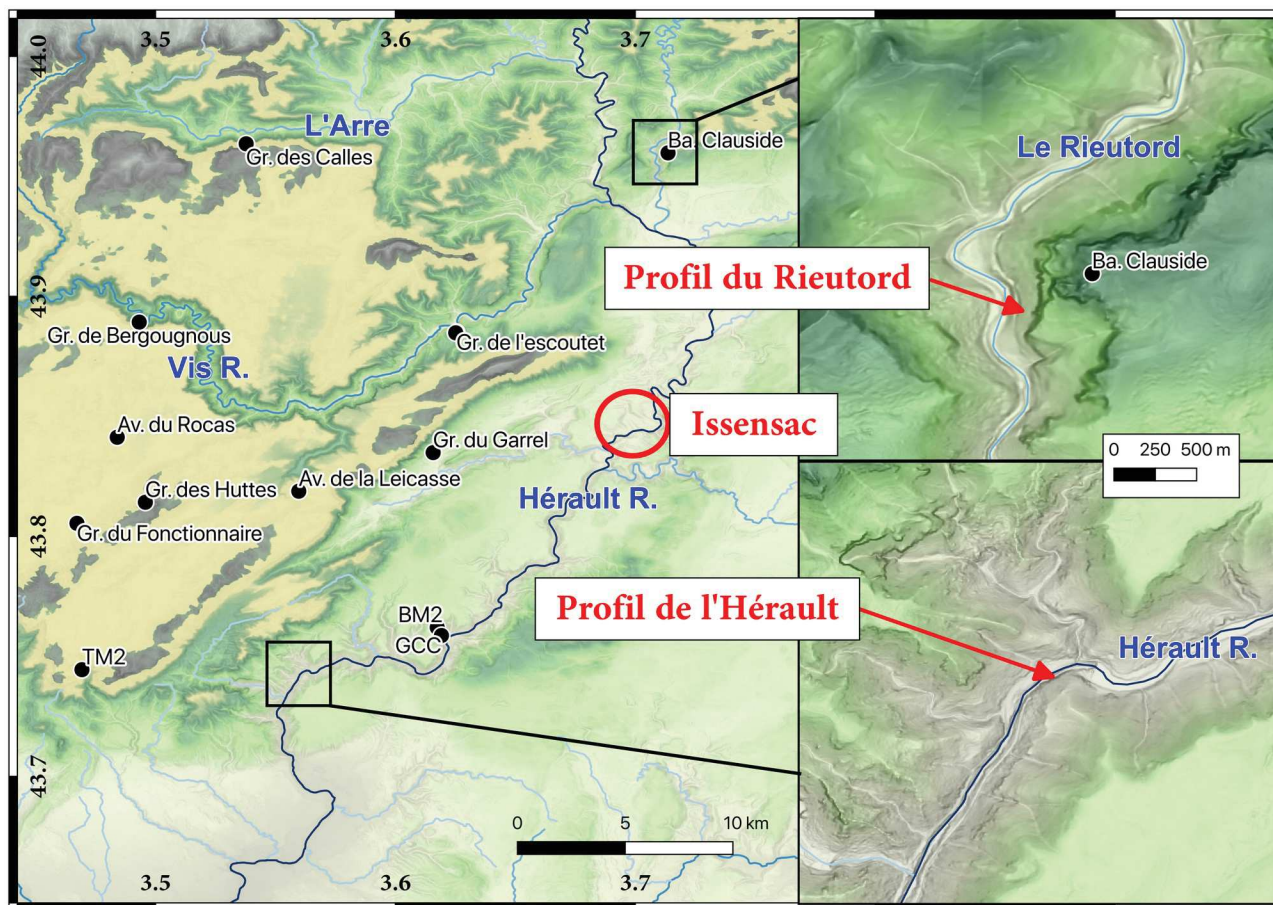 3.5
3.6
3.7
44.0
L'Arre
Gr. des Calles
Ba. Clauside
Le Rieutord
Ba. Clauside
Profil du Rieutord
43.9
Gr. de Bergougnous
Gr. de l'escoutet
Vis R.
Av. du Rocas
Issensac
Gr. du Garrel
0 250 500 m
Av. de la Leicasse
Gr. des Huttes
Hérault R.
Gr. du Fonctionnaire
43.8
Profil de l'Hérault
BM2
GCC
Hérault R.
TM2
43.7
0 5 10 km
3.5
3.6
3.7